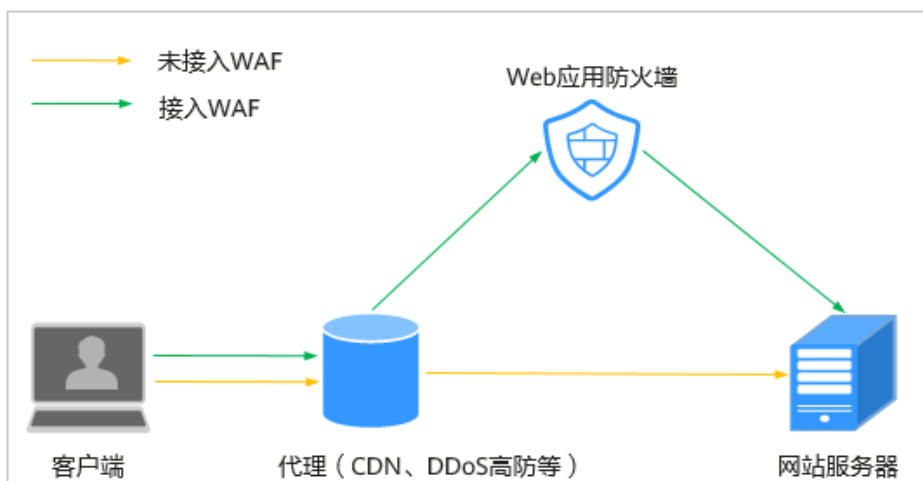 未接入WAF
接入WAF
Web应用防火墙
客户端
代理（CDN、DDoS高防等）
网站服务器